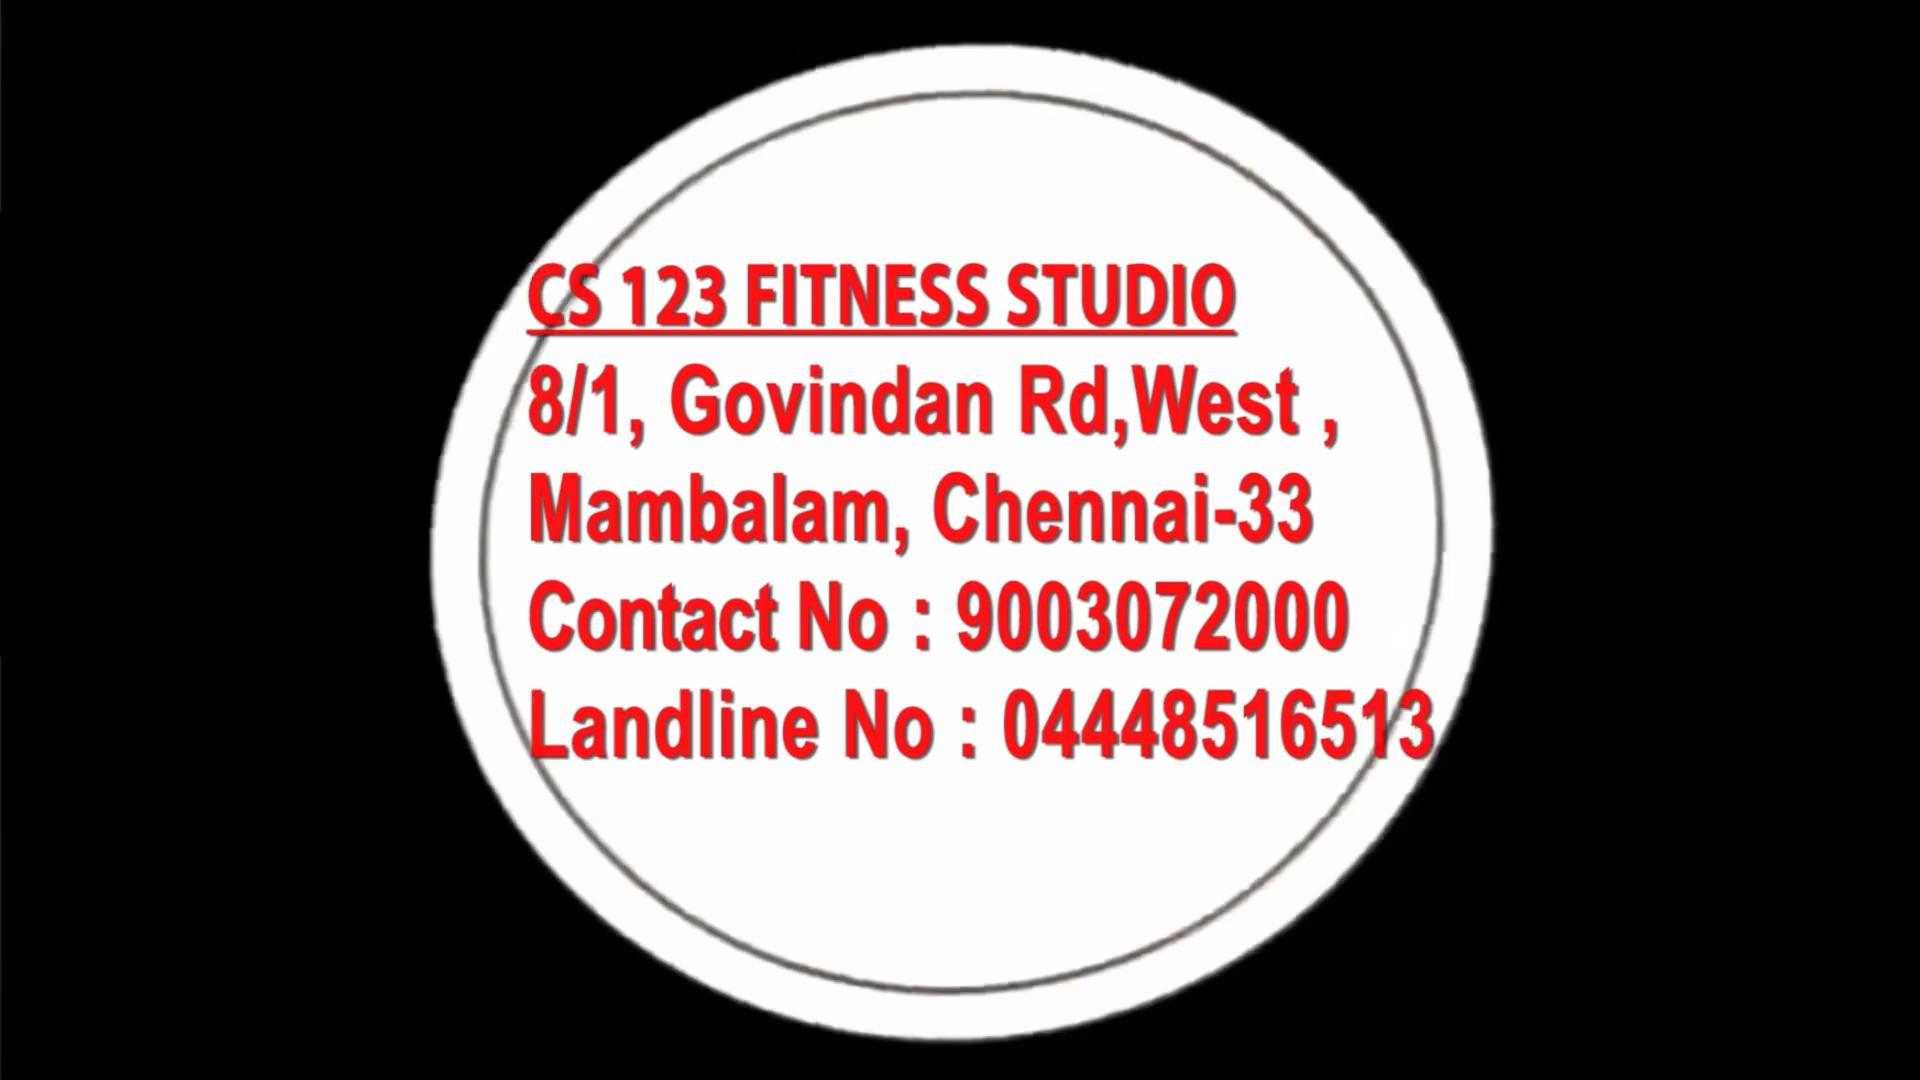 CS 123 FITNESS STUDIO
8/1, Govindan Rd,West ,
Mambalam, Chennai-33
Contact No : 9003072000
Landline No : 04448516513